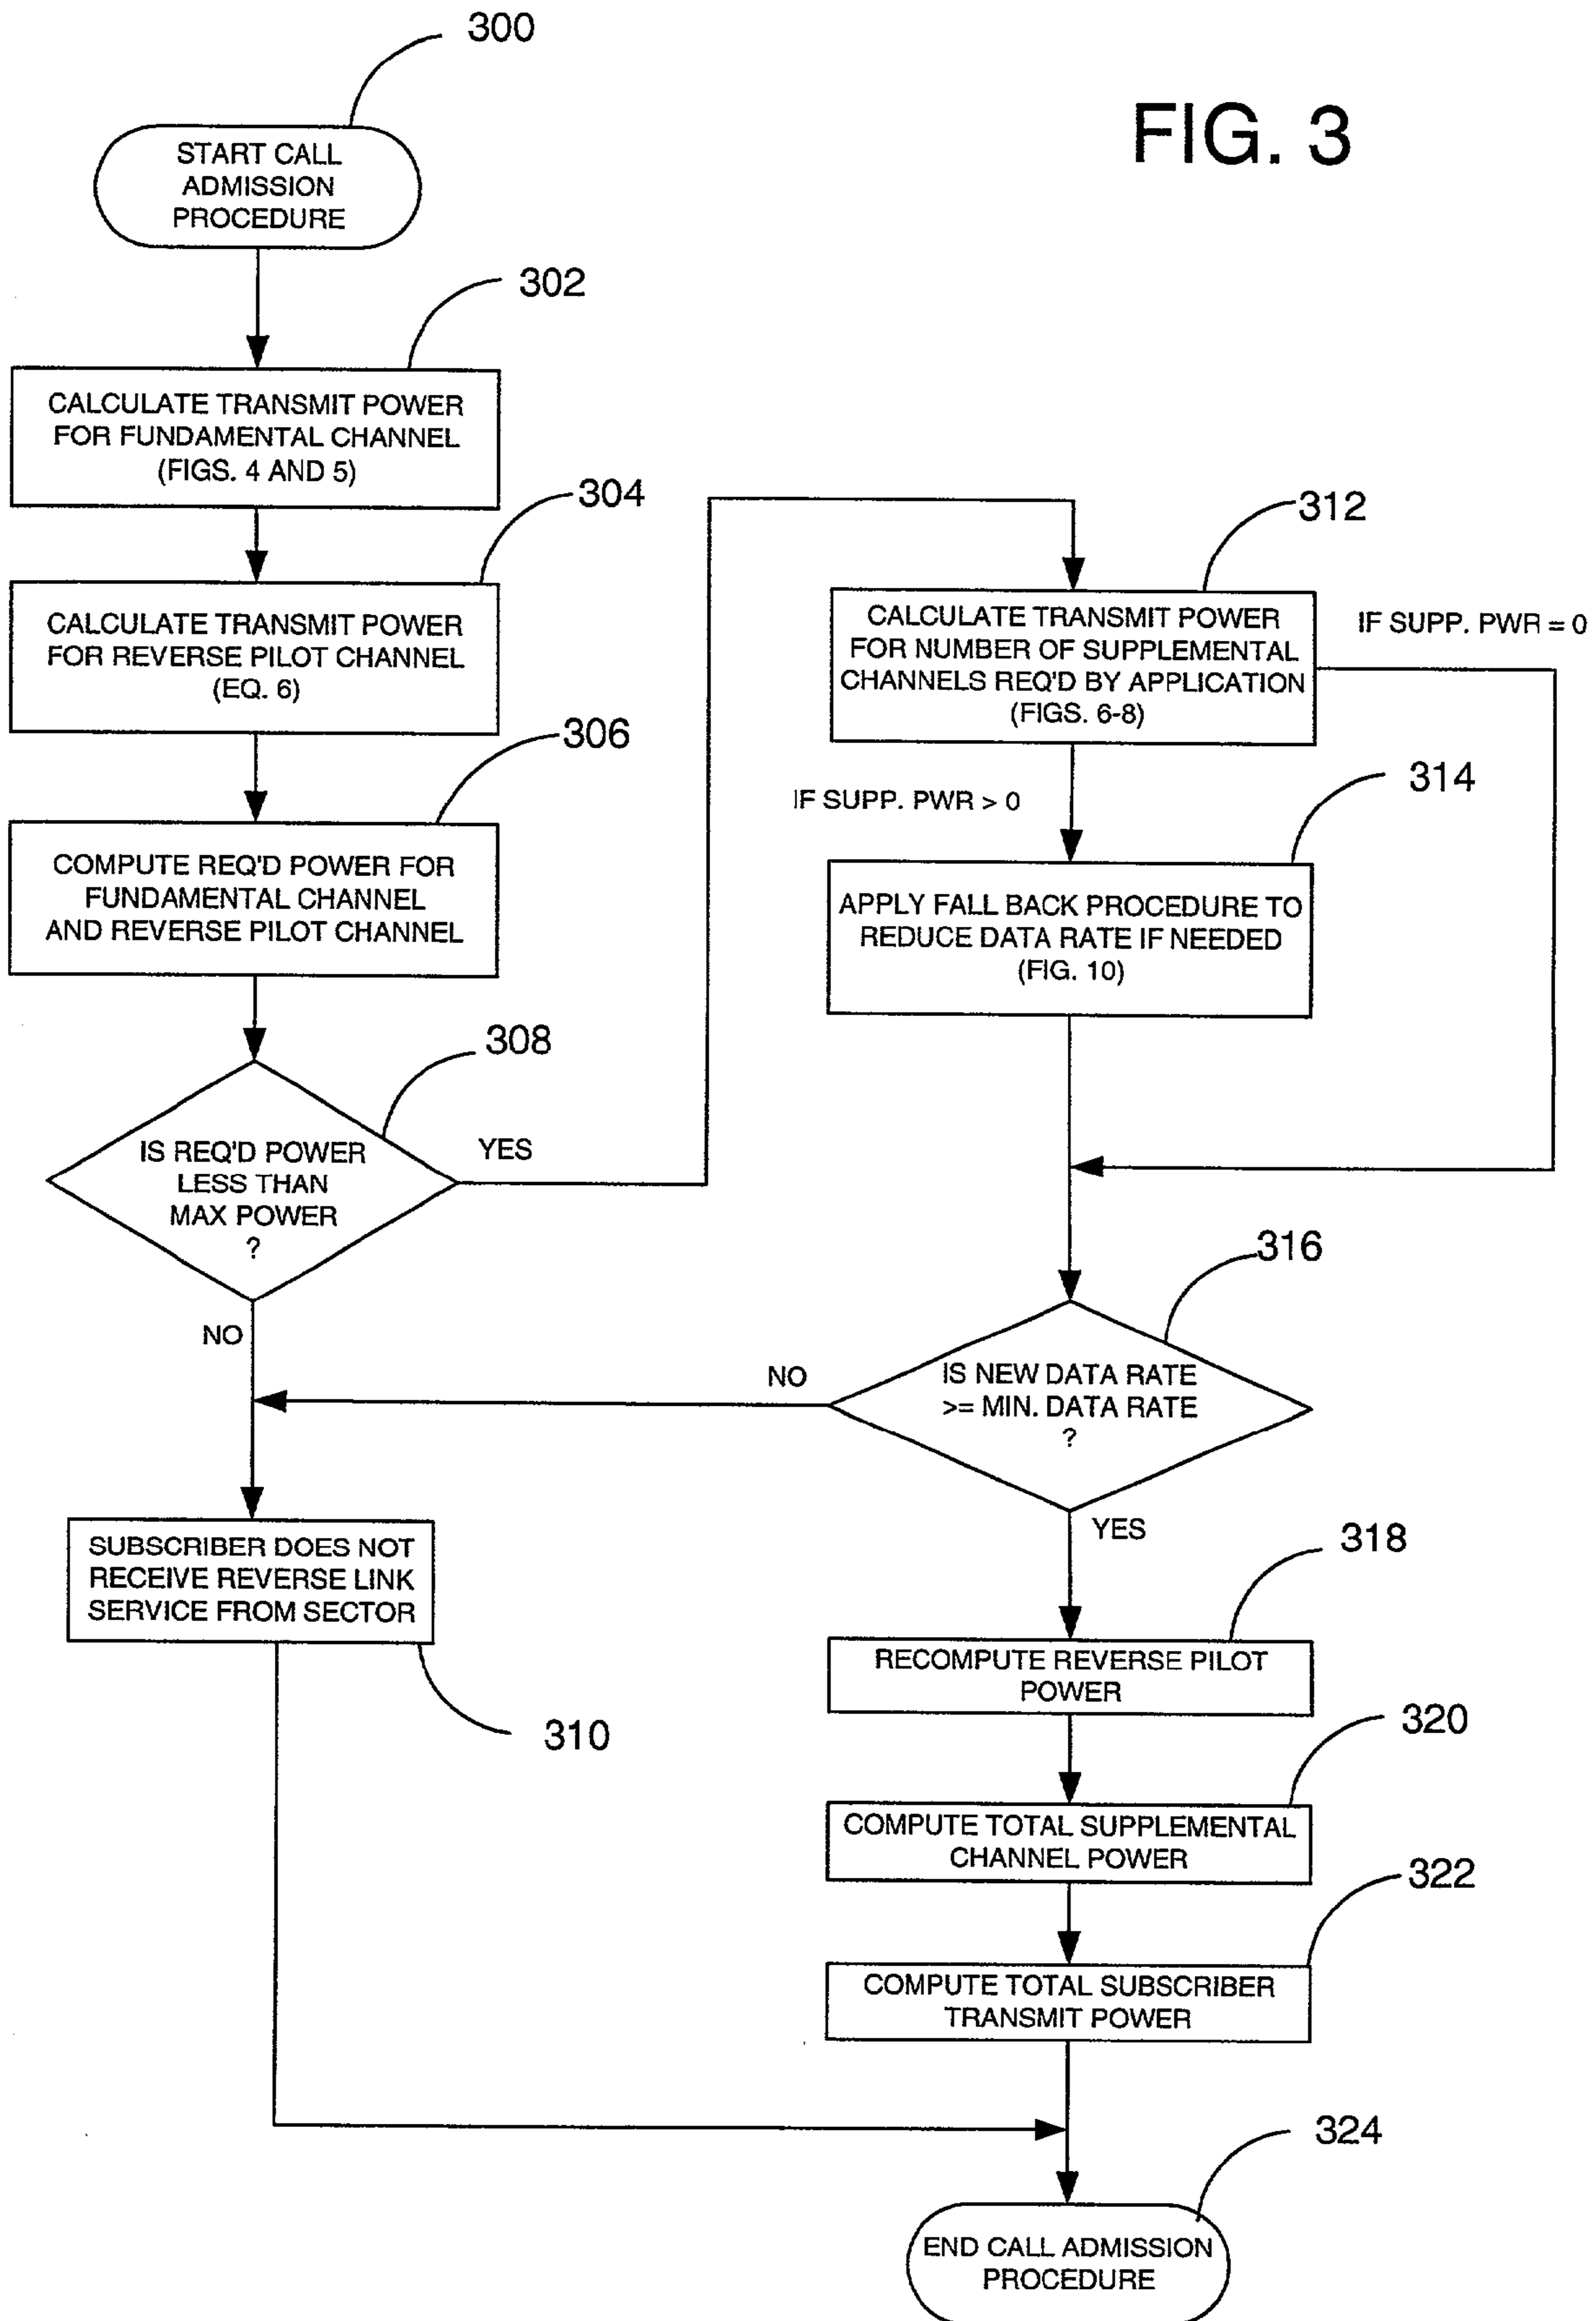 300
FIG. 3
START CALL
ADMISSION
PROCEDURE
302
CALCULATE TRANSMIT POWER
FOR FUNDAMENTAL CHANNEL
(FIGS. 4 AND 5)
304
CALCULATE TRANSMIT POWER
FOR REVERSE PILOT CHANNEL
(EQ. 6)
306
COMPUTE REQ'D POWER FOR
FUNDAMENTAL CHANNEL
AND REVERSE PILOT CHANNEL
308
IS REQ'D POWER
LESS THAN
MAX POWER
?
YES
NO
312
CALCULATE TRANSMIT POWER
FOR NUMBER OF SUPPLEMENTAL
CHANNELS REQ'D BY APPLICATION
(FIGS. 6-8)
IF SUPP. PWR = 0
IF SUPP. PWR > 0
314
APPLY FALL BACK PROCEDURE TO
REDUCE DATA RATE IF NEEDED
(FIG. 10)
316
IS NEW DATA RATE
>= MIN. DATA RATE
?
NO
YES
SUBSCRIBER DOES NOT
RECEIVE REVERSE LINK
SERVICE FROM SECTOR
310
318
RECOMPUTE REVERSE PILOT
POWER
320
COMPUTE TOTAL SUPPLEMENTAL
CHANNEL POWER
322
COMPUTE TOTAL SUBSCRIBER
TRANSMIT POWER
324
END CALL ADMISSION
PROCEDURE